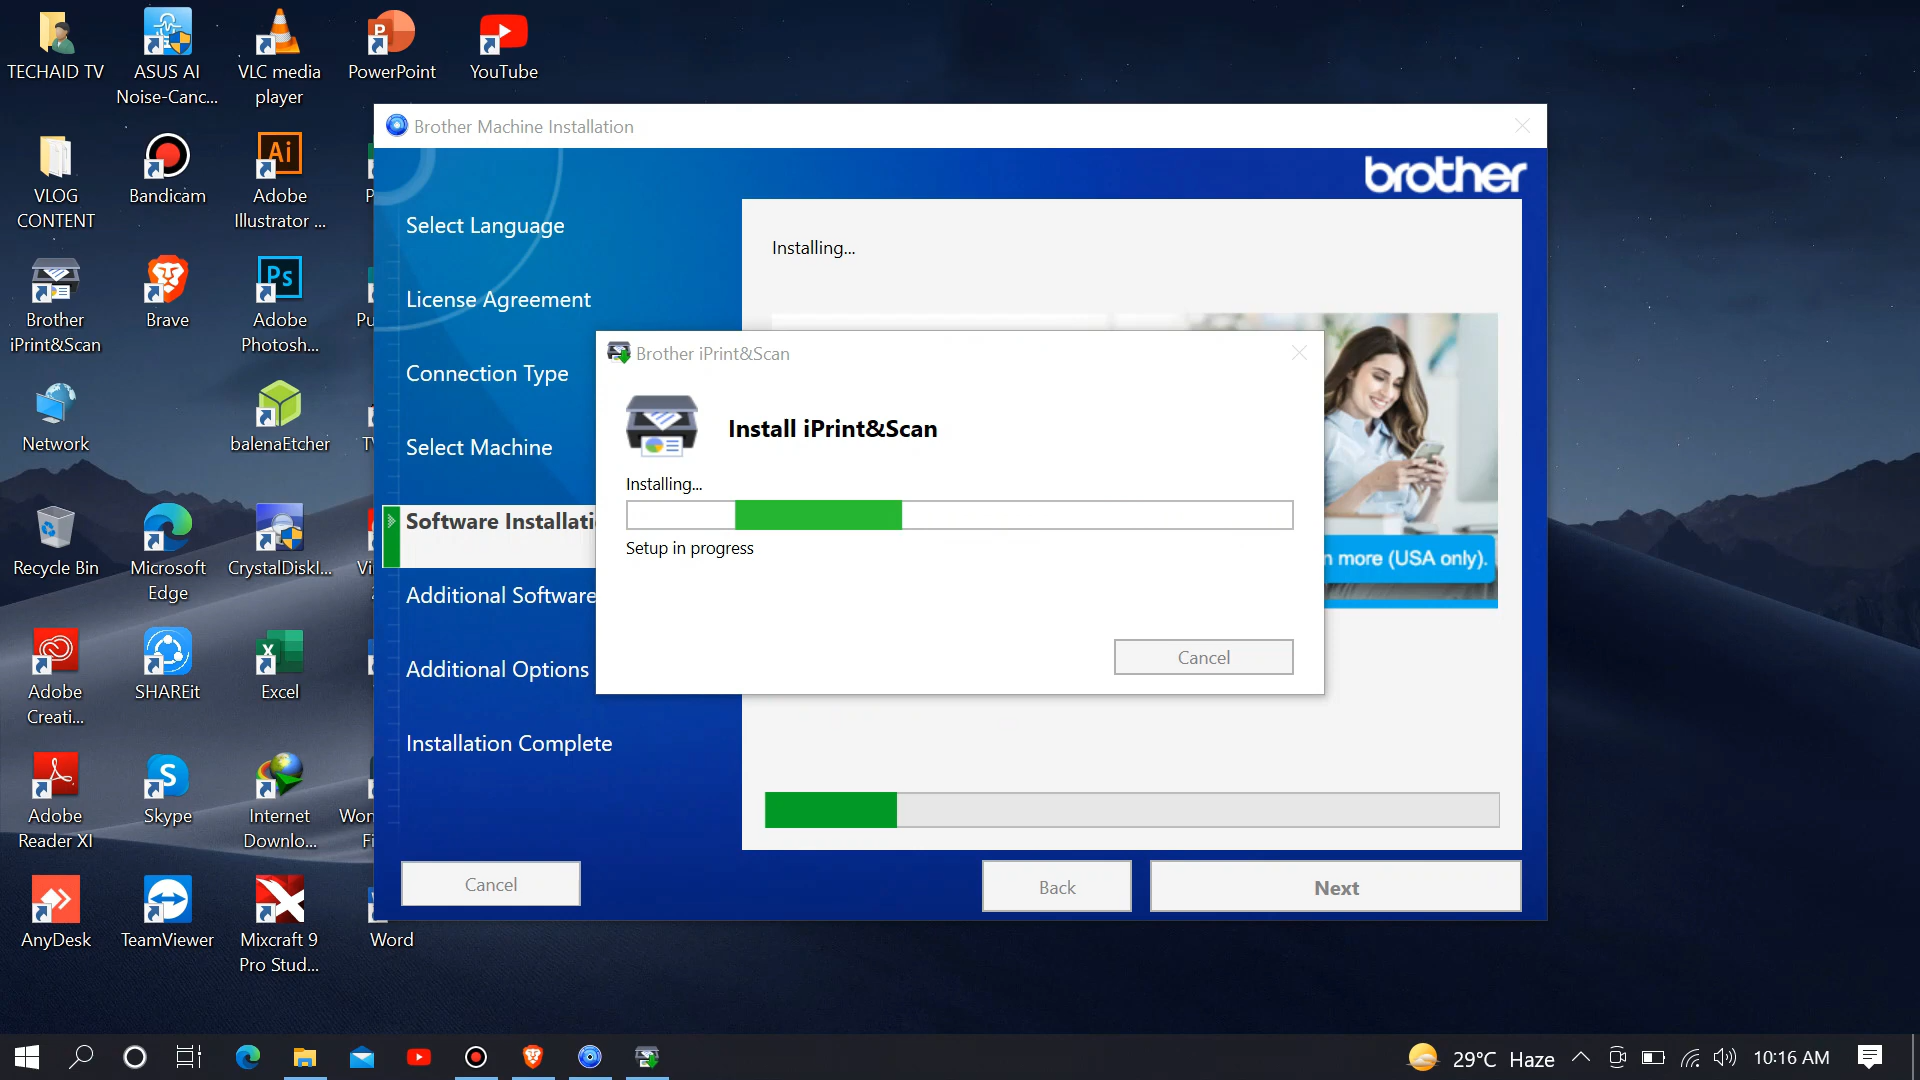 TECHAID TV
ASUS AI
Noise-Canc...
VLC media
player
PowerPoint
YouTube
VLOG
CONTENT
Bandicam
Adobe
Illustrator ...
P
Brother
iPrint&Scan
Brave
Adobe
Photosh...
Pu
Network
balenaEtcher
Recycle Bin
Microsoft
Edge
CrystalDiskI...
Adobe
Creati...
SHAREit
Excel
Adobe
Reader XI
Skype
Internet
Downlo...
Won
Fi
AnyDesk
TeamViewer
Mixcraft 9
Pro Stud...
Word
Brother Machine Installation
brother
Select Language
License Agreement
Connection Type
Select Machine
Software Installati
Additional Software
Additional Options
Installation Complete
Installing...
Brother iPrint&Scan
Install iPrint&Scan
Installing...
Setup in progress
Cancel
n more (USA only).
Cancel
Back
Next
29°C Haze
10:16 AM